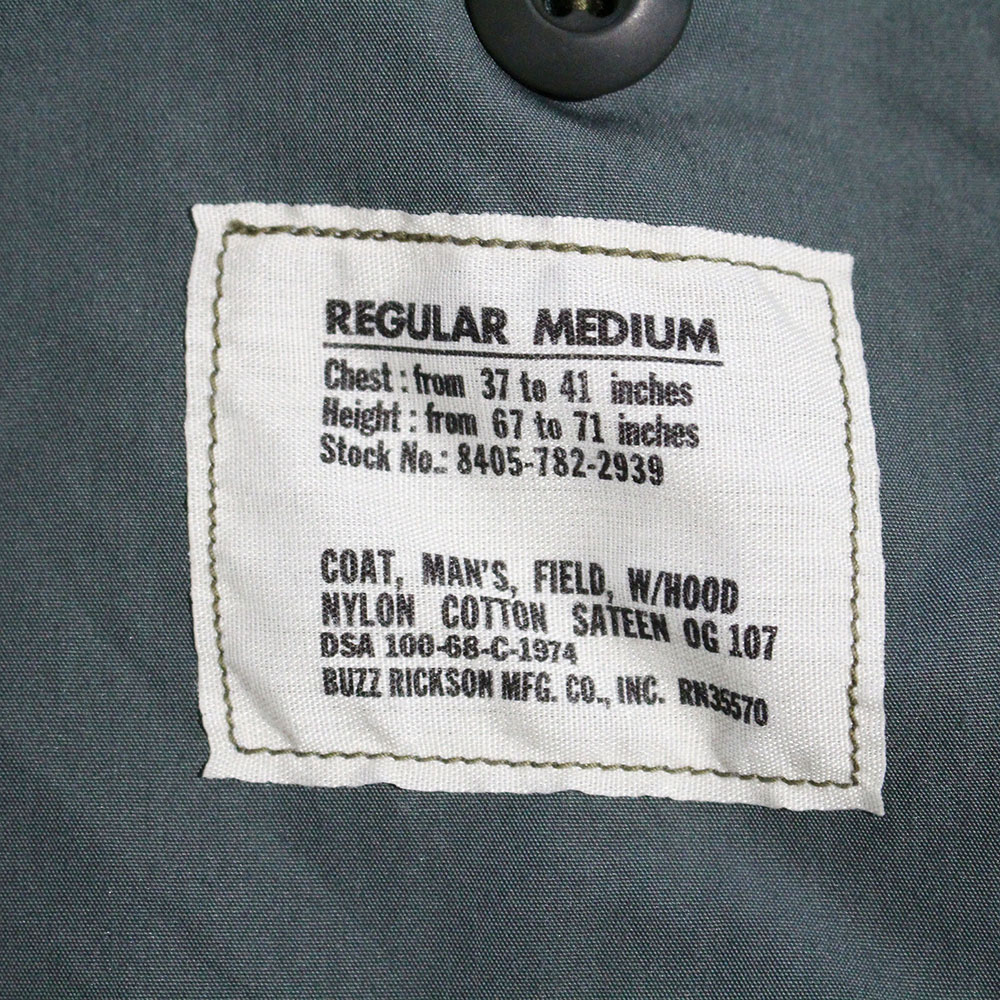 REGULAR MEDIUM
Chest : from 37 to 41 inches
Height : from 67 to 71 inches
Stock No.: 8405-782-2939
COAT, MAN'S, FIELD, W/HOOD
NYLON COTTON SATEEN OG 107
DSA 100-68-C-1974
BUZZ RICKSON MFG. CO., INC. RN35570